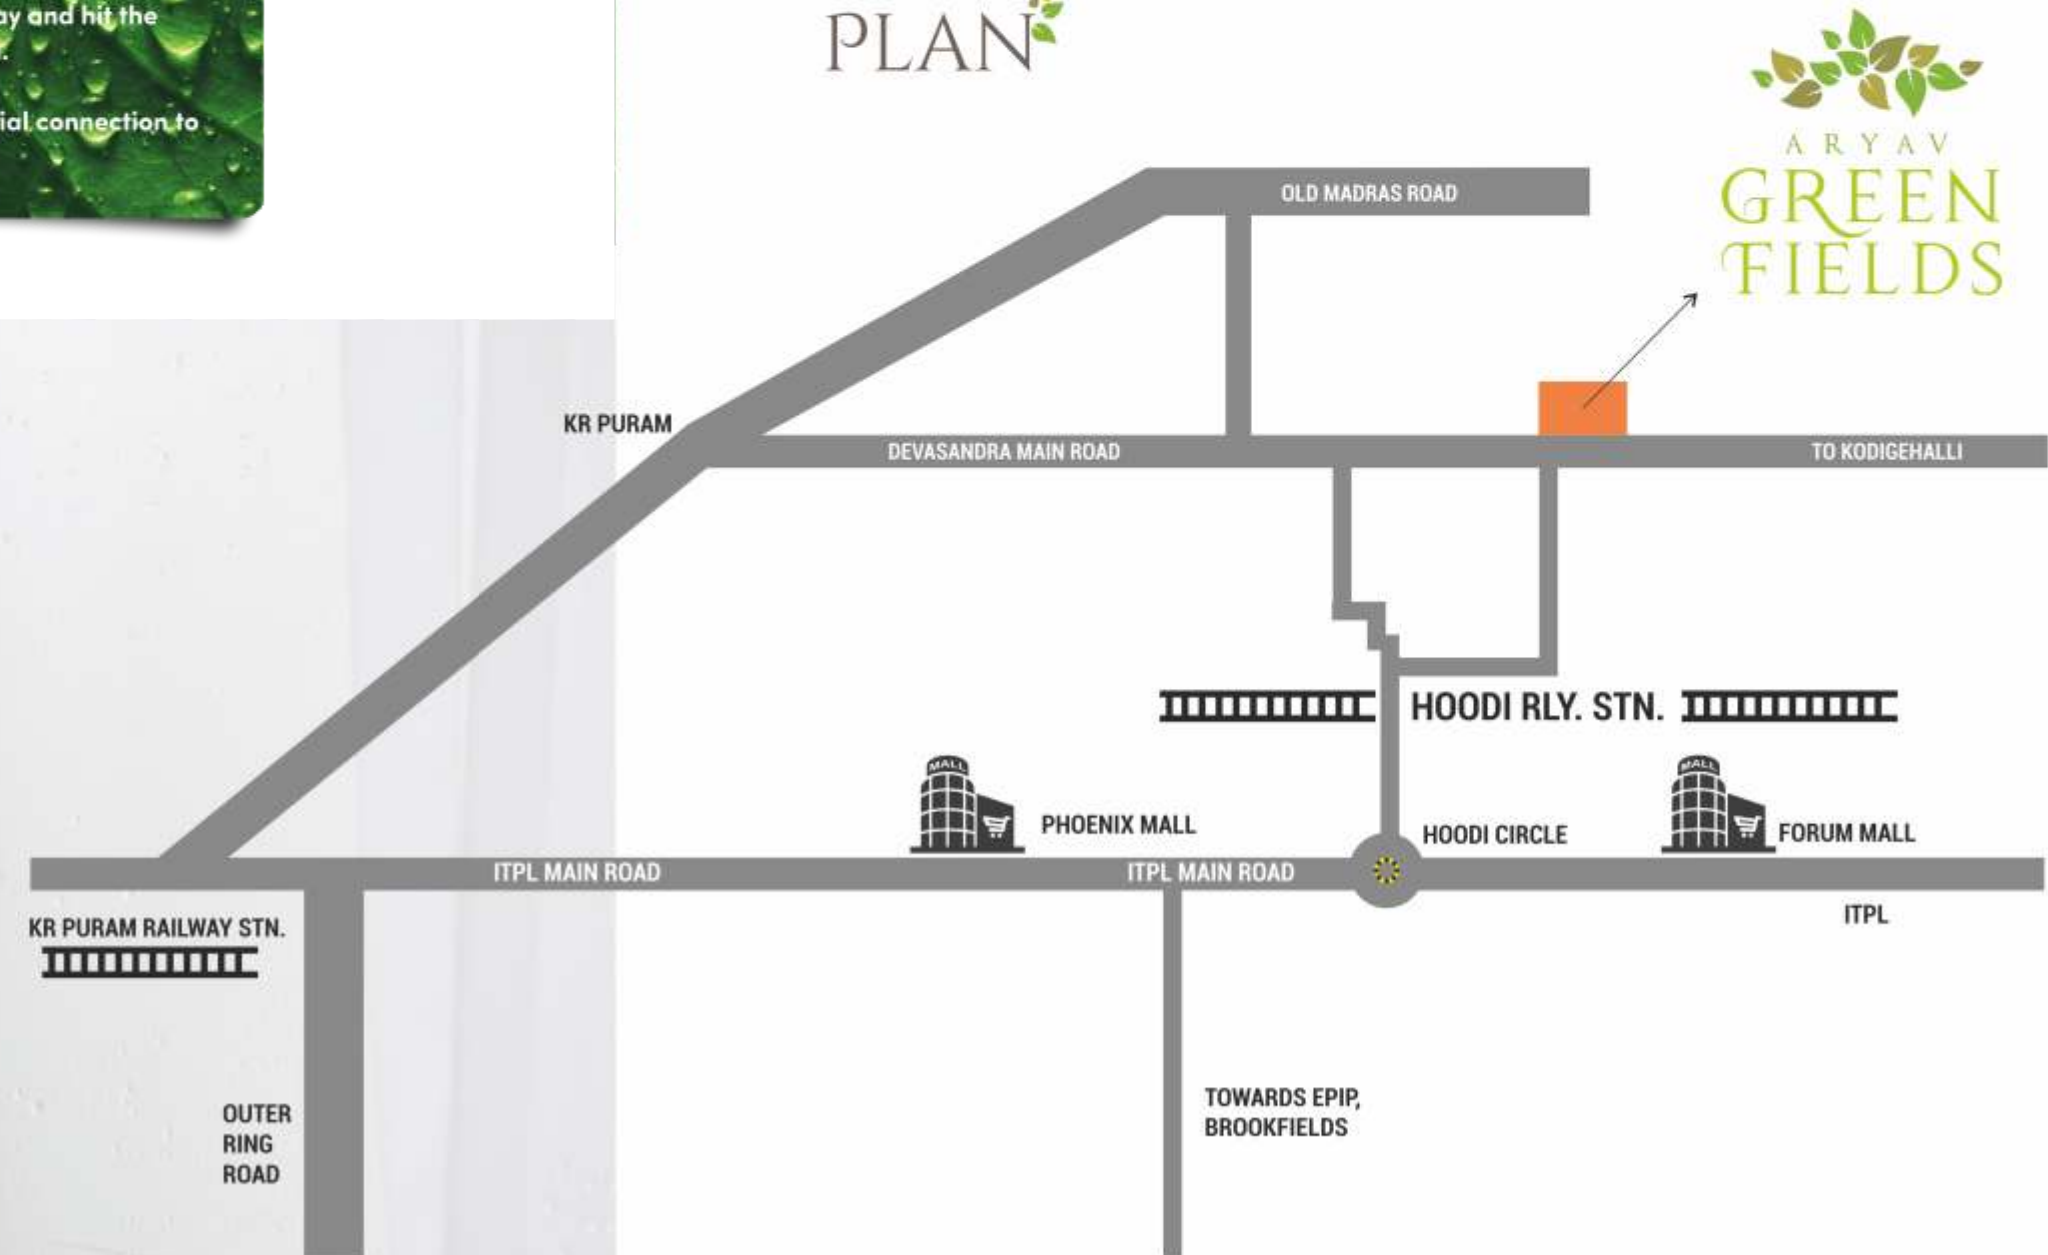 ay and hit the
ial connection to
PLAN
ARYAV
GREEN
FIELDS
OLD MADRAS ROAD
KR PURAM
DEVASANDRA MAIN ROAD
TO KODIGEHALLI
HOODI RLY. STN.
MALL
PHOENIX MALL
HOODI CIRCLE
MALL
FORUM MALL
ITPL MAIN ROAD
ITPL MAIN ROAD
ITPL
KR PURAM RAILWAY STN.
OUTER
RING
ROAD
TOWARDS EPIP,
BROOKFIELDS